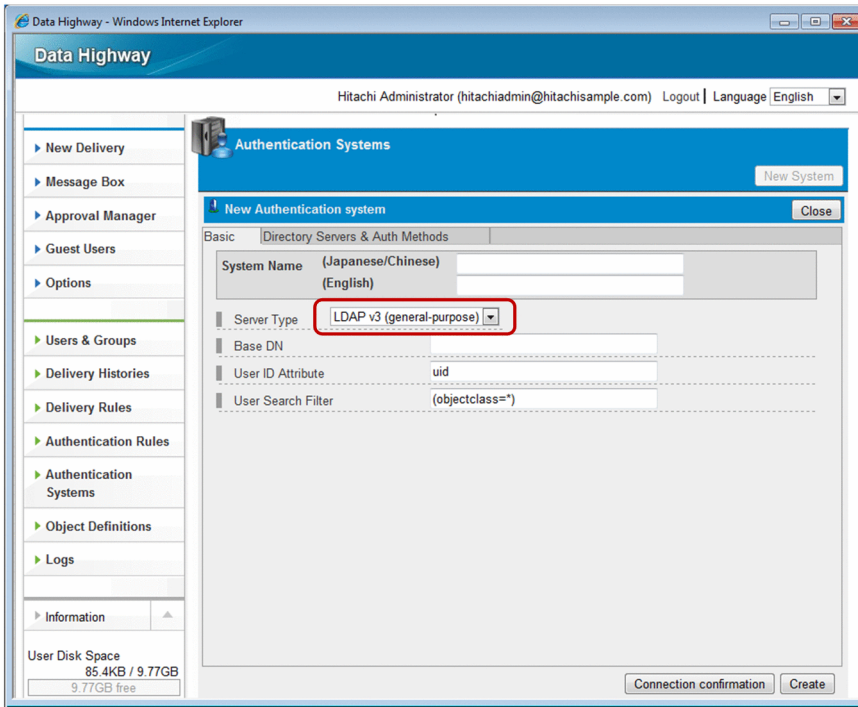 Data Highway - Windows Internet Explorer
Data Highway
Hitachi Administrator (hitachiadmin@hitachisample.com) Logout | Language English
New Delivery
Message Box
Approval Manager
Guest Users
Options
Users & Groups
Delivery Histories
Delivery Rules
Authentication Rules
Authentication
Systems
Object Definitions
Logs
Information
User Disk Space
85.4KB / 9.77GB
9.77GB free
Authentication Systems
New System
New Authentication system
Close
Basic Directory Servers & Auth Methods
System Name (Japanese/Chinese)
(English)
Server Type LDAP v3 (general-purpose)
Base DN
User ID Attribute uid
User Search Filter (objectclass=*)
Connection confirmation Create